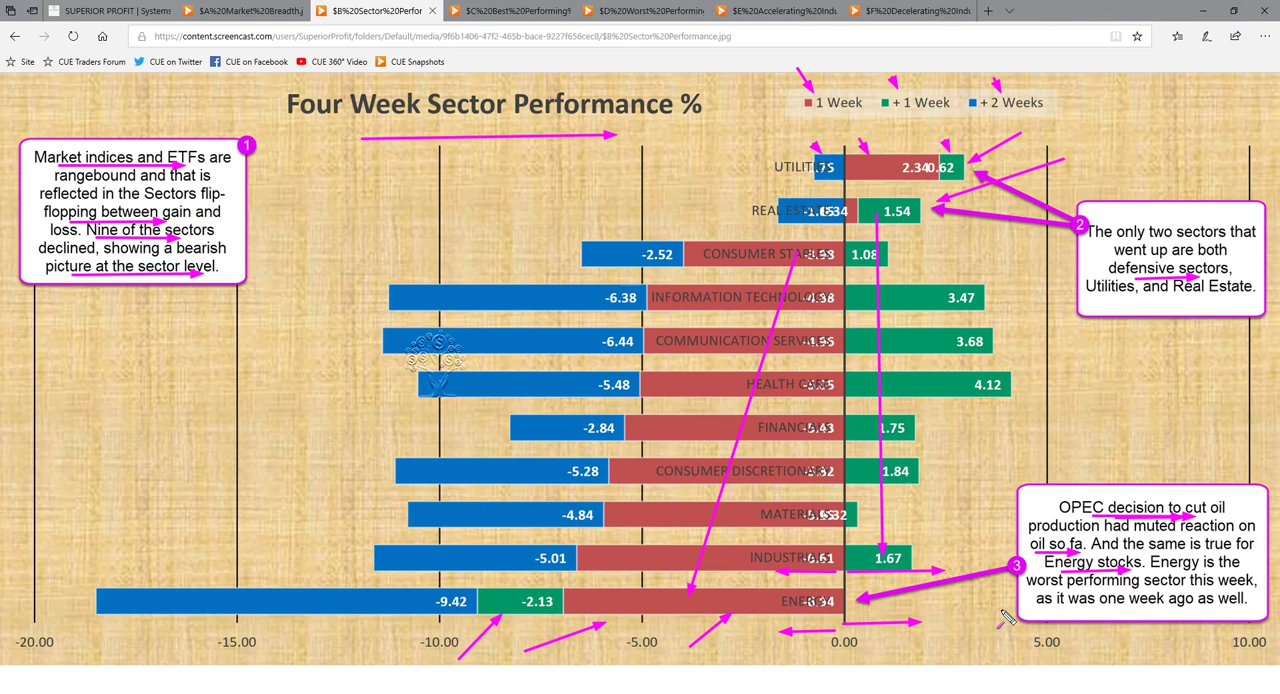 SUPERIOR PROFIT | Systems
$A%20Market%20Breadth.j
$B%20Sector%20Perfor
$C%20Best%20Performing%
$D%20Worst%20Performin
$E%20Accelerating%20Indu
$F%20Decelerating%20Indu
https://content.screencast.com/users/SuperiorProfit/folders/Default/media/9f6b1406-47f2-465b-bace-9227f656cec8/$B%20Sector%20Performance.jpg
Site
CUE Traders Forum
CUE on Twitter
CUE on Facebook
CUE 360° Video
CUE Snapshots
Four Week Sector Performance %
1 Week
+ 1 Week
+ 2 Weeks
1
Market indices and ETFs are
rangebound and that is
reflected in the Sectors flip-
flopping between gain and
loss. Nine of the sectors
declined, showing a bearish
picture at the sector level.
2
The only two sectors that
went up are both
defensive sectors,
Utilities, and Real Estate.
3
OPEC decision to cut oil
production had muted reaction on
oil so fa. And the same is true for
Energy stocks. Energy is the
worst performing sector this week,
as it was one week ago as well.
2.34 0.62
REAL ESTATE 1.54
-2.52 CONSUMER STAPLES 1.08
-6.38 INFORMATION TECHNOLOGY 3.47
-6.44 COMMUNICATION SERVICES 3.68
-5.48 HEALTH CARE 4.12
-2.84 FINANCIALS 1.75
-5.28 CONSUMER DISCRETIONARY 1.84
-4.84 MATERIALS
-5.01 INDUSTRIALS 1.67
-9.42 -2.13 ENERGY
-20.00 -15.00 -10.00 -5.00 0.00 5.00 10.00